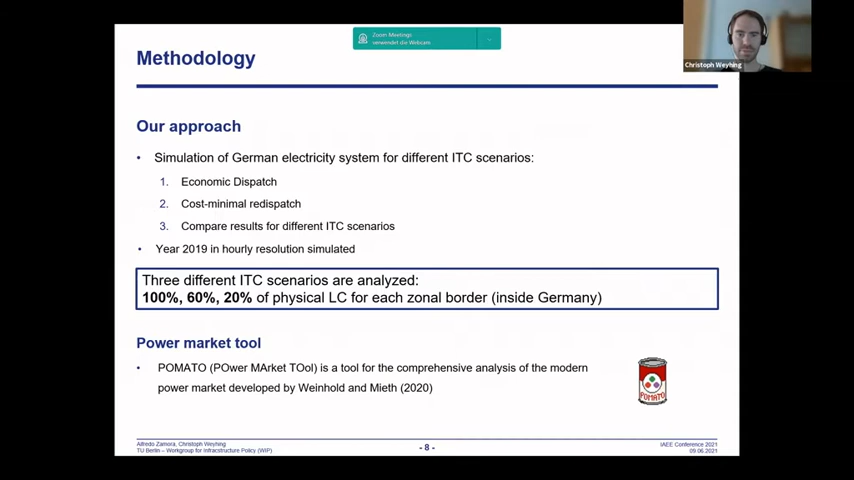 Zoom Meetings
verwendet die Webcam
Christoph Weyhing
Methodology
Our approach
• Simulation of German electricity system for different ITC scenarios:
1. Economic Dispatch
2. Cost-minimal redispatch
3. Compare results for different ITC scenarios
• Year 2019 in hourly resolution simulated
Three different ITC scenarios are analyzed:
100%, 60%, 20% of physical LC for each zonal border (inside Germany)
Power market tool
• POMATO (POwer MArket TOol) is a tool for the comprehensive analysis of the modern
power market developed by Weinhold and Mieth (2020)
POMATO
Alfredo Zamora, Christoph Weyhing
TU Berlin – Workgroup for Infrastructure Policy (WIP)
- 8 -
IAEE Conference 2021
09.06.2021